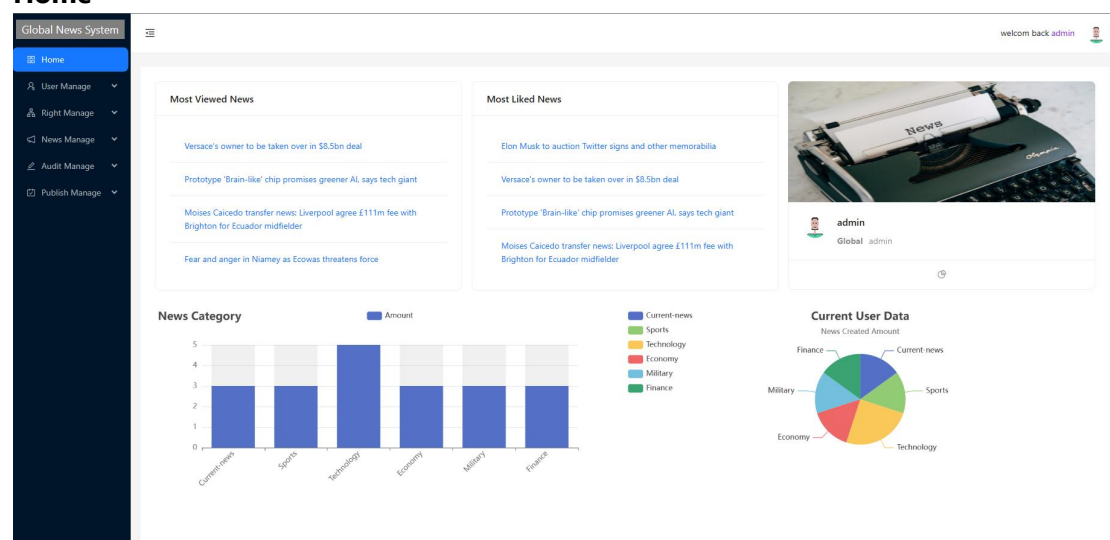 Home
Global News System
welcom back admin
Home
User Manage
Right Manage
News Manage
Audit Manage
Publish Manage
Most Viewed News
Versace's owner to be taken over in $8.5bn deal
Prototype 'Brain-like' chip promises greener AI, says tech giant
Moises Caicedo transfer news: Liverpool agree £111m fee with
Brighton for Ecuador midfielder
Fear and anger in Niamey as Ecowas threatens force
Most Liked News
Elon Musk to auction Twitter signs and other memorabilia
Versace's owner to be taken over in $8.5bn deal
Prototype 'Brain-like' chip promises greener AI, says tech giant
Moises Caicedo transfer news: Liverpool agree £111m fee with
Brighton for Ecuador midfielder
News
Olympia
admin
Global admin
News Category
Amount
5
4
3
2
1
0
Current-news
Sports
Technology
Economy
Military
Finance
Current-news
Sports
Technology
Economy
Military
Finance
Current User Data
News Created Amount
Finance
Current-news
Military
Sports
Economy
Technology